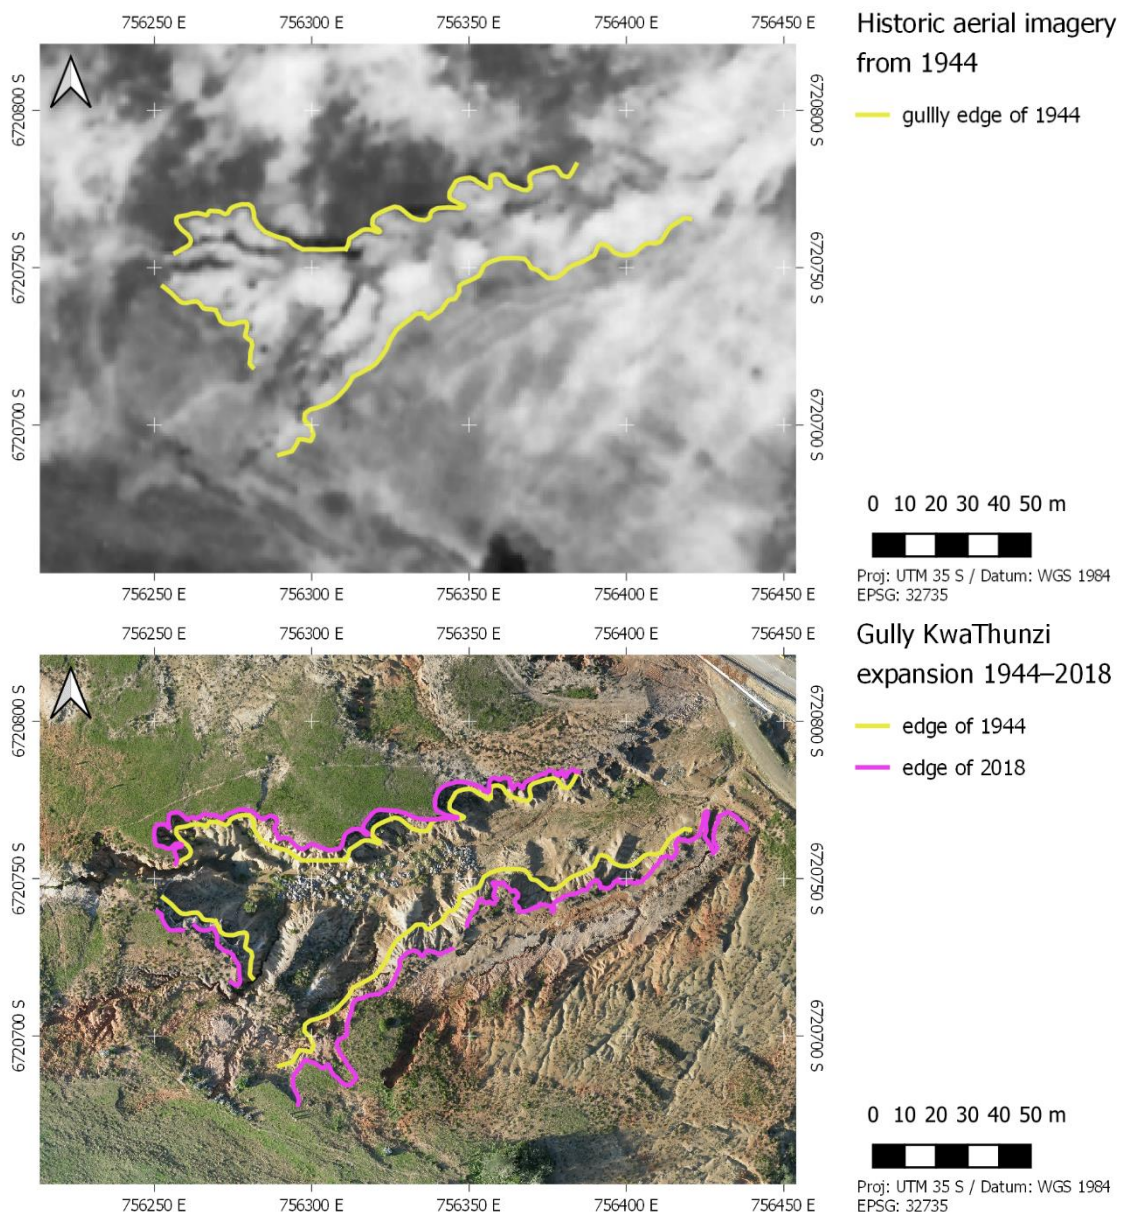 756250 E 756300 E 756350 E 756400 E 756450 E
Historic aerial imagery
from 1944
gullly edge of 1944
6720800 S
6720800 S
6720750 S
6720750 S
6720700 S
6720700 S
0 10 20 30 40 50 m
Proj: UTM 35 S / Datum: WGS 1984
EPSG: 32735
756250 E 756300 E 756350 E 756400 E 756450 E
756250 E 756300 E 756350 E 756400 E 756450 E
Gully KwaThunzi
expansion 1944–2018
edge of 1944
edge of 2018
6720800 S
6720800 S
6720750 S
6720750 S
6720700 S
6720700 S
0 10 20 30 40 50 m
Proj: UTM 35 S / Datum: WGS 1984
EPSG: 32735
756250 E 756300 E 756350 E 756400 E 756450 E